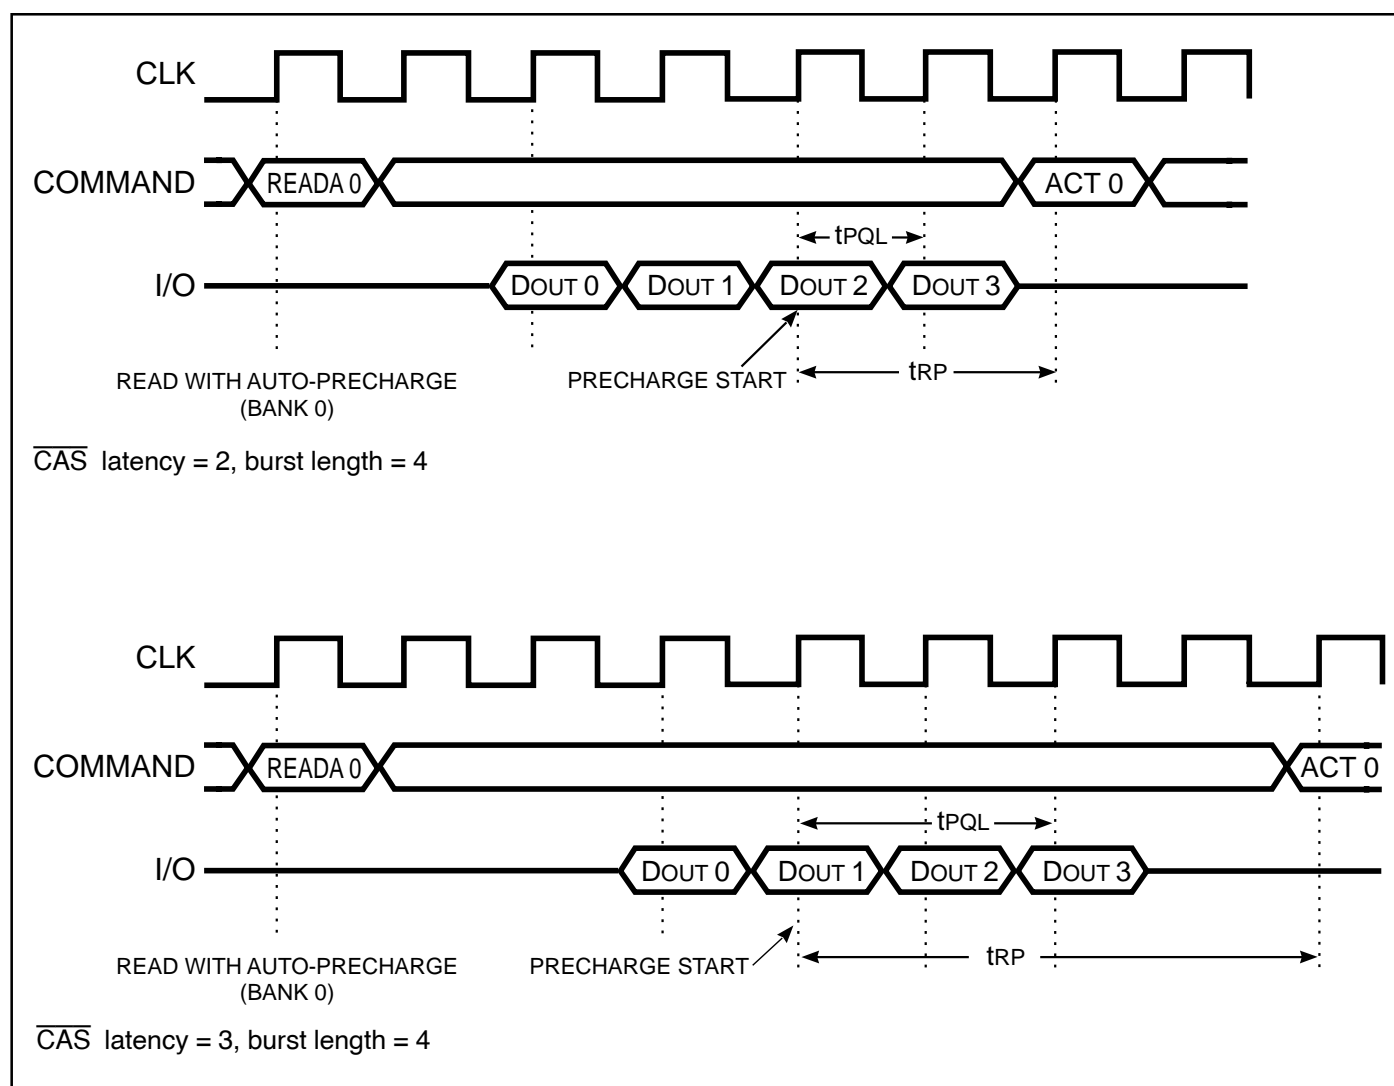 CLK
COMMAND
READA 0
ACT 0
tPQL
I/O
DOUT 0
DOUT 1
DOUT 2
DOUT 3
READ WITH AUTO-PRECHARGE
(BANK 0)
PRECHARGE START
tRP
CAS latency = 2, burst length = 4
CLK
COMMAND
READA 0
ACT 0
tPQL
I/O
DOUT 0
DOUT 1
DOUT 2
DOUT 3
READ WITH AUTO-PRECHARGE
(BANK 0)
PRECHARGE START
tRP
CAS latency = 3, burst length = 4